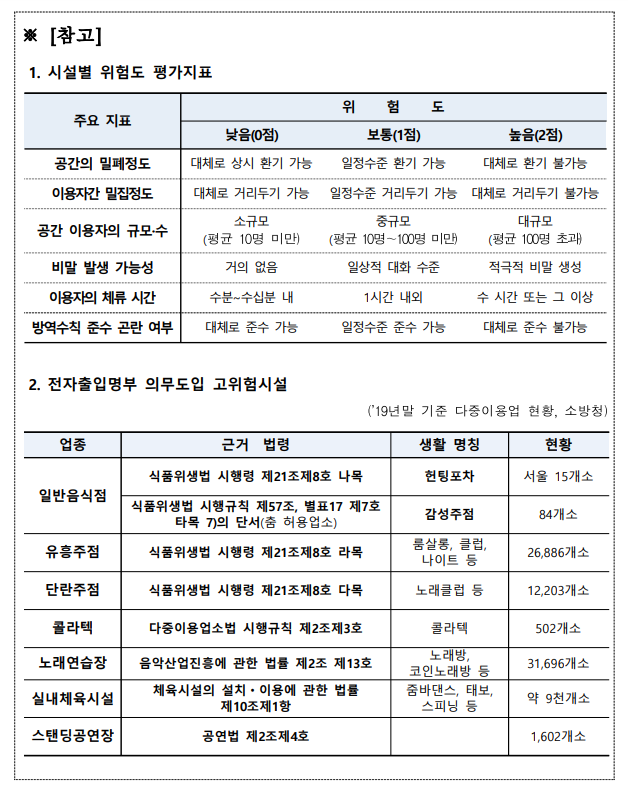 ※ [참고]
1. 시설별 위험도 평가지표
주요 지표
위 험 도
낮음(0점) 보통(1점) 높음(2점)
공간의 밀폐정도 대체로 상시 환기 가능 일정수준 환기 가능 대체로 환기 불가능
이용자간 밀집정도 대체로 거리두기 가능 일정수준 거리두기 가능 대체로 거리두기 불가능
공간 이용자의 규모·수
소규모 중규모 대규모
(평균 10명 미만) (평균 10명~100명 미만) (평균 100명 초과)
비말 발생 가능성 거의 없음 일상적 대화 수준 적극적 비말 생성
이용자의 체류 시간 수분~수십분 내 1시간 내외 수 시간 또는 그 이상
방역수칙 준수 곤란 여부 대체로 준수 가능 일정수준 준수 가능 대체로 준수 불가능
2. 전자출입명부 의무도입 고위험시설
('19년말 기준 다중이용업 현황, 소방청)
업종 근거 법령 생활 명칭 현황
일반음식점
식품위생법 시행령 제21조제8호 나목 헌팅포차 서울 15개소
식품위생법 시행규칙 제57조, 별표17 제7호
타목 7)의 단서(춤 허용업소) 감성주점 84개소
유흥주점 식품위생법 시행령 제21조제8호 라목 룸살롱, 클럽,
나이트 등 26,886개소
단란주점 식품위생법 시행령 제21조제8호 다목 노래클럽 등 12,203개소
콜라텍 다중이용업소법 시행규칙 제2조제3호 콜라텍 502개소
노래연습장 음악산업진흥에 관한 법률 제2조 제13호 노래방,
코인노래방 등 31,696개소
실내체육시설 체육시설의 설치・이용에 관한 법률
제10조제1항 줌바댄스, 태보,
스피닝 등 약 9천개소
스탠딩공연장 공연법 제2조제4호 1,602개소